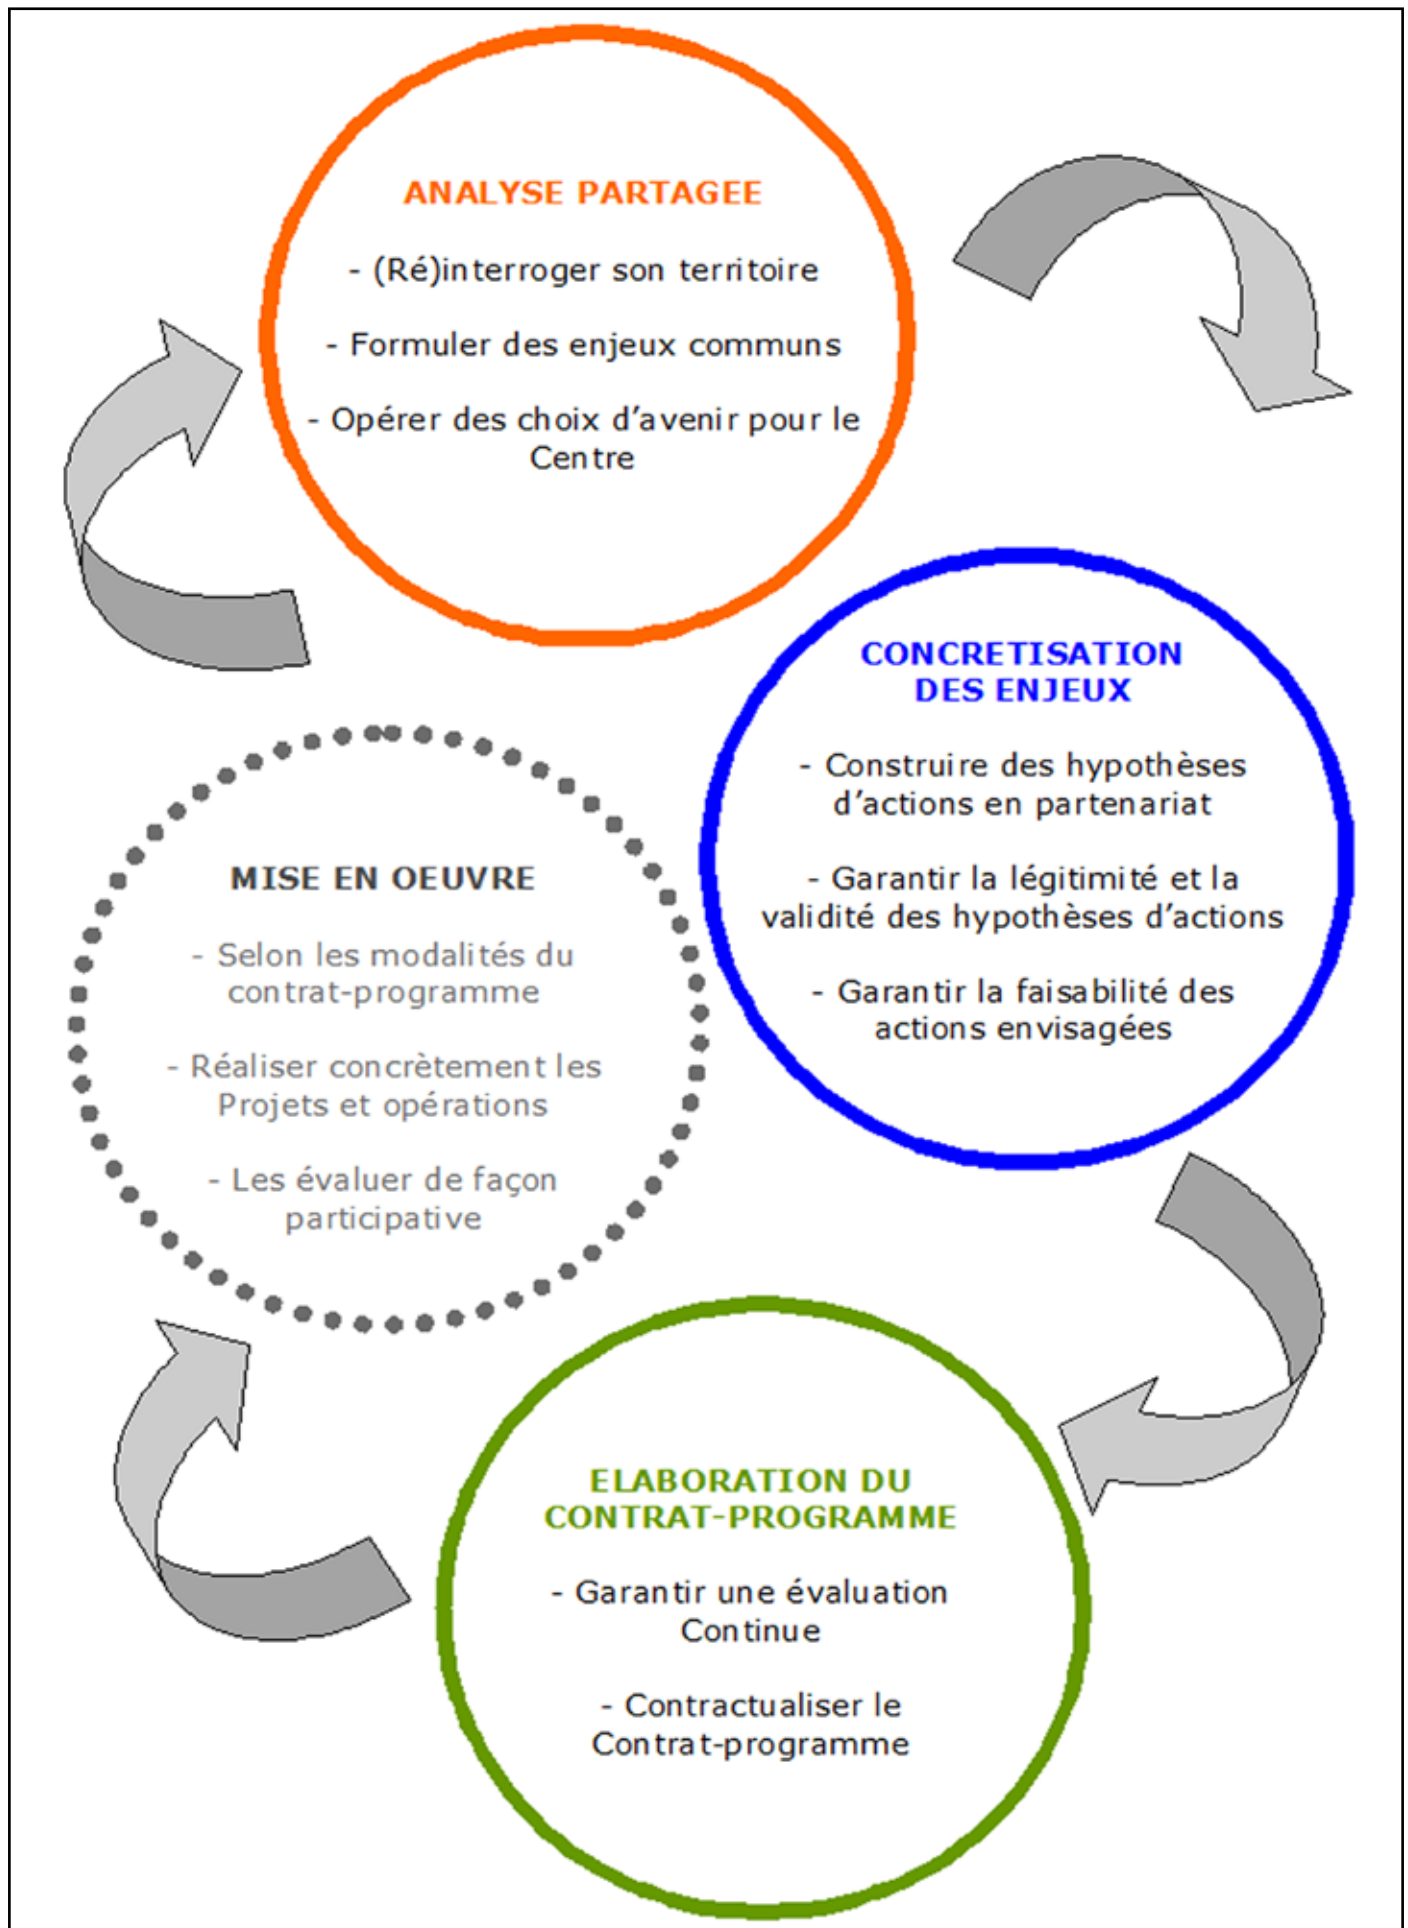 ANALYSE PARTAGEE
- (Ré)interroger son territoire
- Formuler des enjeux communs
- Opérer des choix d’avenir pour le
Centre
CONCRETISATION
DES ENJEUX
- Construire des hypothèses
d’actions en partenariat
- Garantir la légitimité et la
validité des hypothèses d’actions
- Garantir la faisabilité des
actions envisagées
MISE EN OEUVRE
- Selon les modalités du
contrat-programme
- Réaliser concrètement les
Projets et opérations
- Les évaluer de façon
participative
ELABORATION DU
CONTRAT-PROGRAMME
- Garantir une évaluation
Continue
- Contractualiser le
Contrat-programme